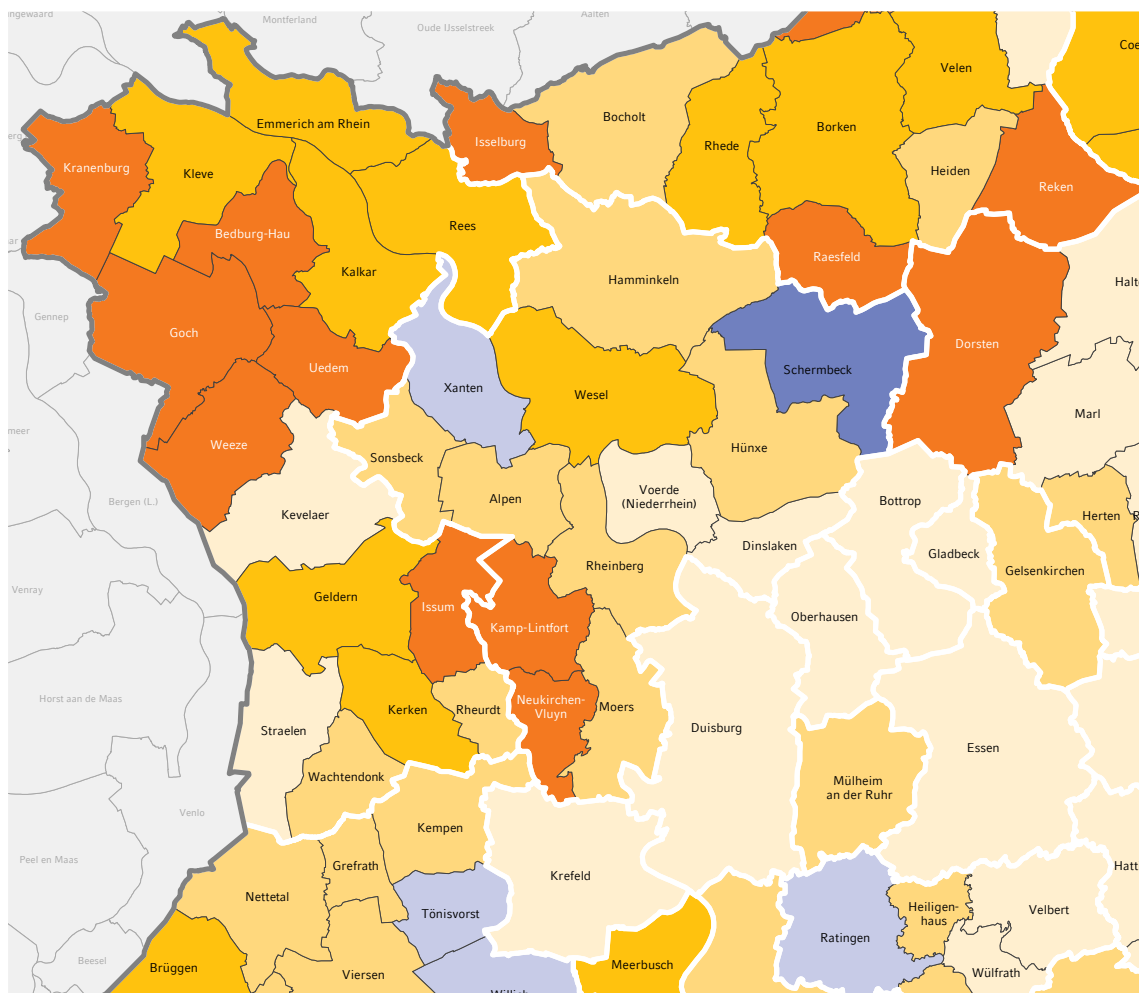 Montferland
Oude IJsselstreek
Aalten
Velen
Emmerich am Rhein
Bocholt
Borken
Isselburg
Rhede
Kranenburg
Kleve
Heiden
Reken
Rees
Bedburg-Hau
Raesfeld
Kalkar
Hamminkeln
Gennep
Goch
Dorsten
Uedem
Schermbeck
Xanten
Wesel
Marl
Weeze
Hünxe
Sonsbeck
Voerde
(Niederrhein)
Alpen
Bergen (L.)
Bottrop
Kevelaer
Herten
Dinslaken
Gladbeck
Rheinberg
Gelsenkirchen
Venray
Geldern
Issum
Oberhausen
Kamp-Lintfort
Horst aan de Maas
Neukirchen-
Vluyn
Kerken
Rheurdt
Moers
Straelen
Duisburg
Essen
Wachtendonk
Mülheim
an der Ruhr
Venlo
Kempen
Peel en Maas
Grefrath
Krefeld
Nettetal
Heiligen-
haus
Velbert
Tönisvorst
Ratingen
Beesel
Brüggen
Viersen
Meerbusch
Wülfrath